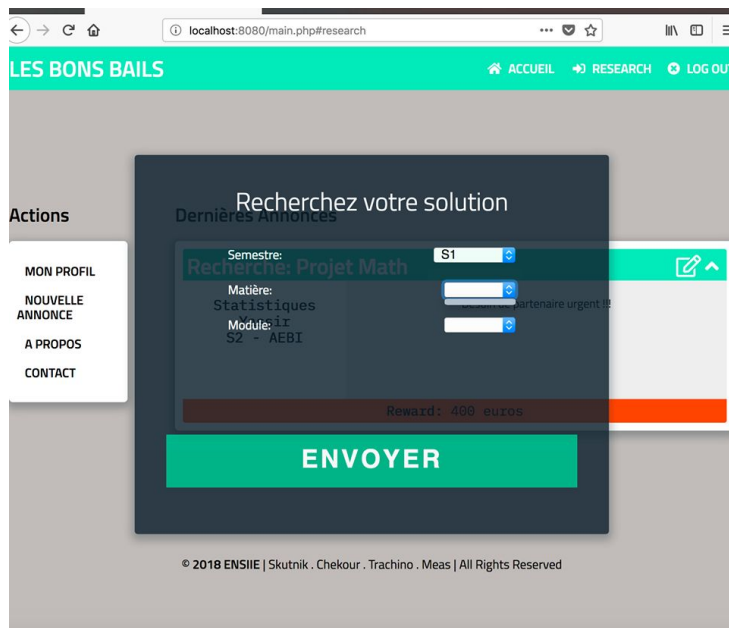 localhost:8080/main.php#research
LES BONS BAILS
ACCUEIL
RESEARCH
LOG OUT
Recherchez votre solution
Actions
Dernières Annonces
Semestre:
S1
Recherche: Projet Math
MON PROFIL
Matière:
NOUVELLE
ANNONCE
Statistiques
partenaire urgent !!!
Module:
S2 - AEBI
A PROPOS
CONTACT
Reward: 400 euros
ENVOYER
© 2018 ENSIIE | Skutnik . Chekour . Trachino . Meas | All Rights Reserved